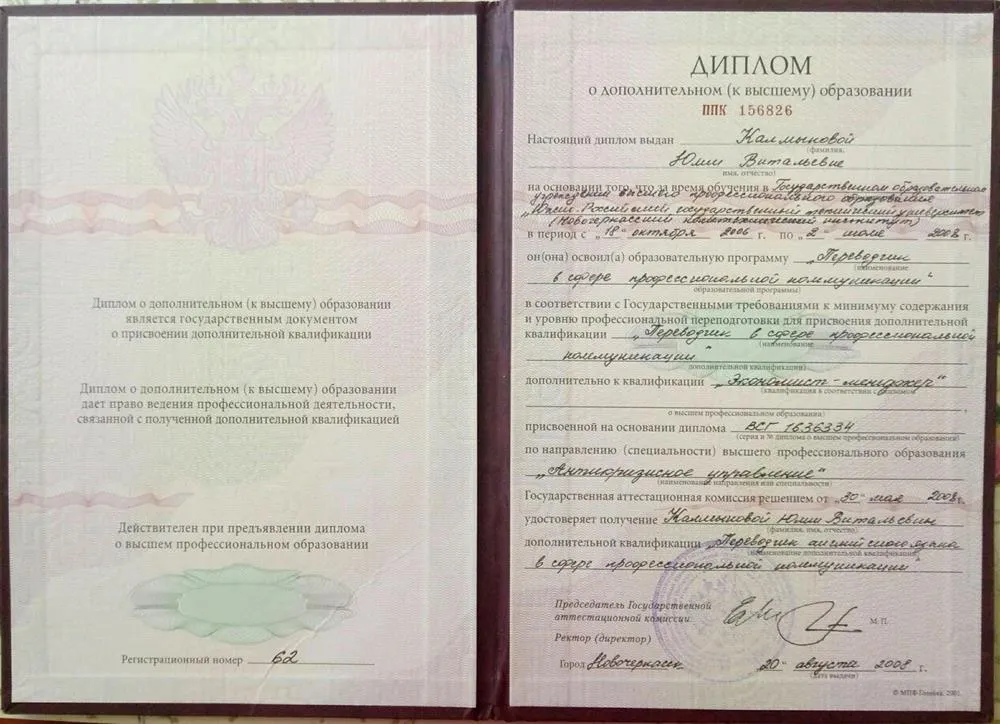 Диплом о дополнительном (к высшему) образовании
является государственным документом
о присвоении дополнительной квалификации
Диплом о дополнительном (к высшему) образовании
дает право ведения профессиональной деятельности,
связанной с полученной дополнительной квалификацией
Действителен при предъявлении диплома
о высшем профессиональном образовании
Регистрационный номер 62
ДИПЛОМ
о дополнительном (к высшему) образовании
ППК 156826
Настоящий диплом выдан Калмыковой
(фамилия,
Юлии Витальевне
имя, отчество)
на основании того, что за время обучения в Государственном образовательном
учреждении высшего профессионального образования
„Южно-Российский государственный технический университет
(Новочеркасский политехнический институт)
в период с „18“ октября 2006 г. по „2“ июля 2008 г.
он(она) освоил(а) образовательную программу „Переводчик
(наименование
в сфере профессиональной коммуникации“
образовательной программы)
в соответствии с Государственными требованиями к минимуму содержания
и уровню профессиональной переподготовки для присвоения дополнительной
квалификации „Переводчик в сфере профессиональной
(наименование
коммуникации“
дополнительной квалификации)
дополнительно к квалификации „Экономист-менеджер“
(квалификация в соответствии с дипломом
о высшем профессиональном образовании)
присвоенной на основании диплома ВСГ 1636334
(серия и № диплома о высшем профессиональном образовании)
по направлению (специальности) высшего профессионального образования
„Антикризисное управление“
(наименование направления или специальности)
Государственная аттестационная комиссия решением от „30“ мая 2008 г.
удостоверяет получение Калмыковой Юлии Витальевны
(фамилия, имя, отчество)
дополнительной квалификации „Переводчик английского языка
(наименование дополнительной квалификации)
в сфере профессиональной коммуникации“
Председатель Государственной
аттестационной комиссии
М. П.
Ректор (директор)
Город Новочеркасск 20 “ августа 2008 г.
(дата выдачи)
© МПФ Гознака, 2001.